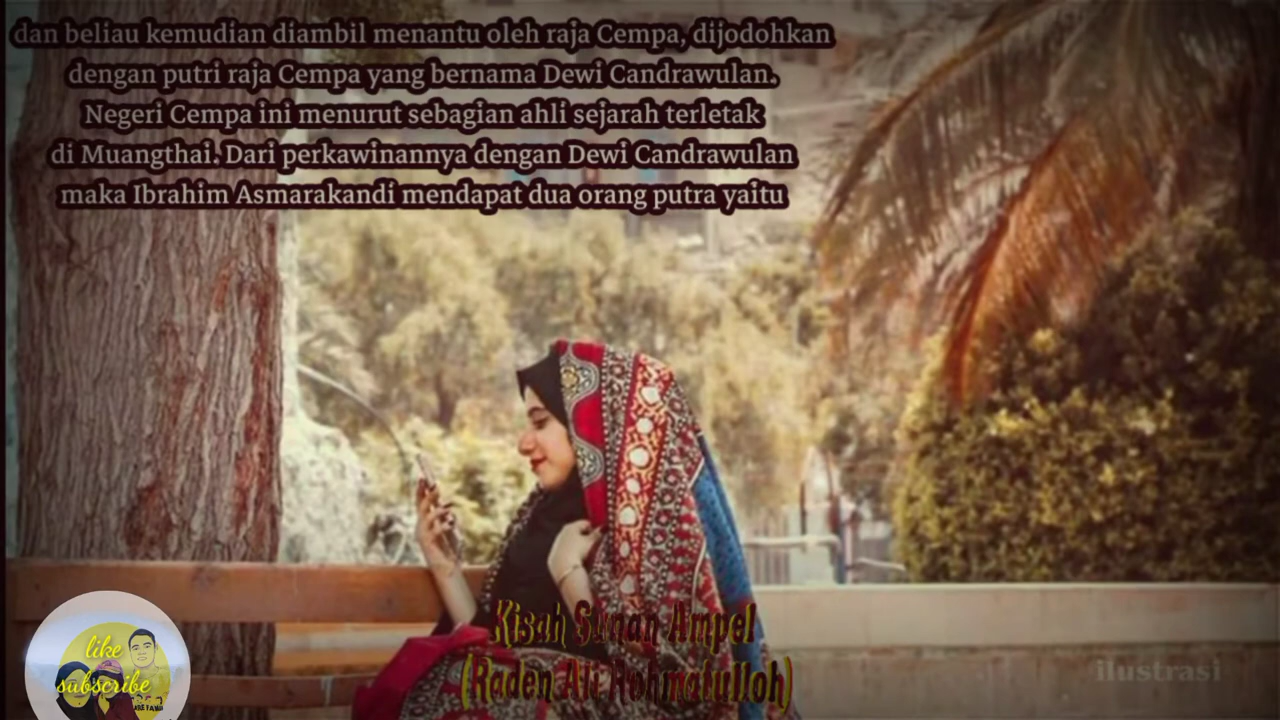 dan beliau kemudian diambil menantu oleh raja Cempa, dijodohkan
dengan putri raja Cempa yang bernama Dewi Candrawulan.
Negeri Cempa ini menurut sebagian ahli sejarah terletak
di Muangthai. Dari perkawinannya dengan Dewi Candrawulan
maka Ibrahim Asmarakandi mendapat dua orang putra yaitu
Kisah Sunan Ampel
(Raden Ali Rohmatulloh)
ilustrasi
like
subscribe